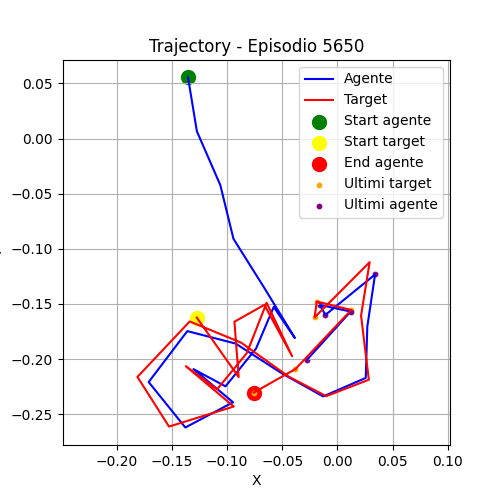 Trajectory - Episodio 5650
Agente
Target
Start agente
Start target
End agente
Ultimi target
Ultimi agente
0.05
0.00
−0.05
−0.10
−0.15
−0.20
−0.25
−0.20
−0.15
−0.10
−0.05
0.00
0.05
0.10
X